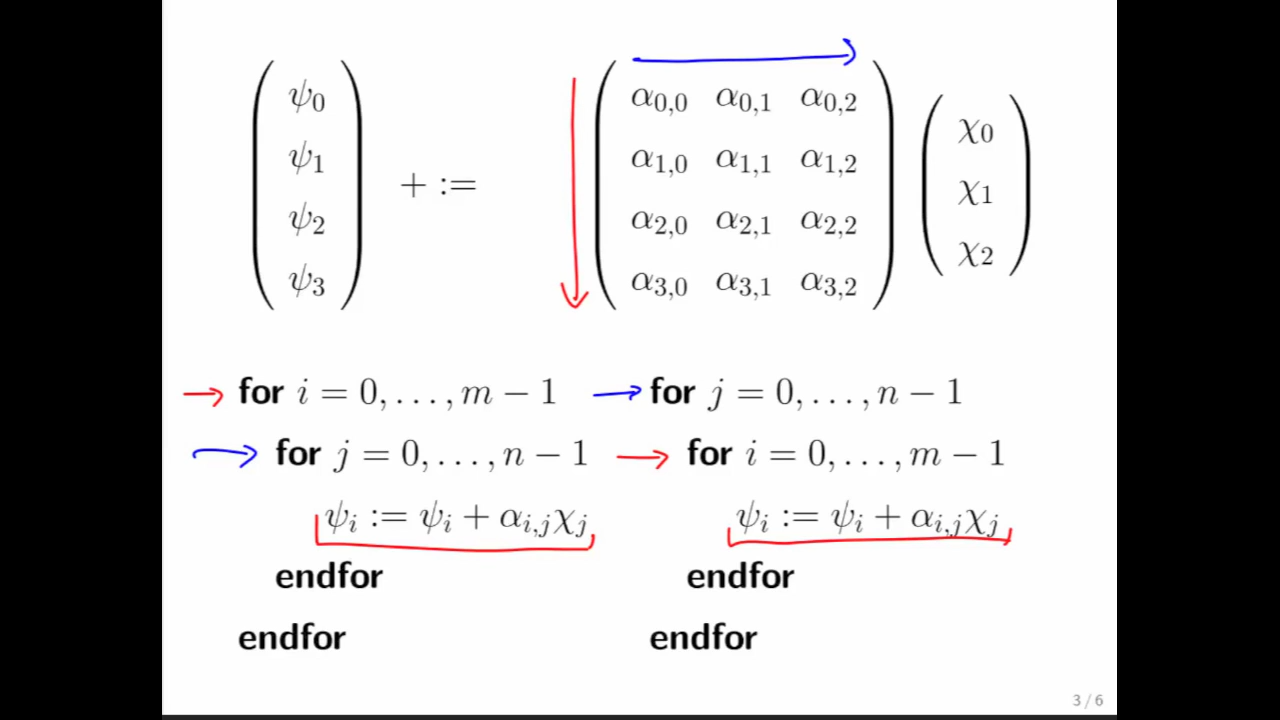 ψ0 α0,0 α0,1 α0,2
ψ1 α1,0 α1,1 α1,2 χ0
ψ2 + := α2,0 α2,1 α2,2 χ1
ψ3 α3,0 α3,1 α3,2 χ2
for i = 0, . . . , m − 1 for j = 0, . . . , n − 1
for j = 0, . . . , n − 1 for i = 0, . . . , m − 1
ψi := ψi + αi,jχj ψi := ψi + αi,jχj
endfor endfor
endfor endfor
3 / 6